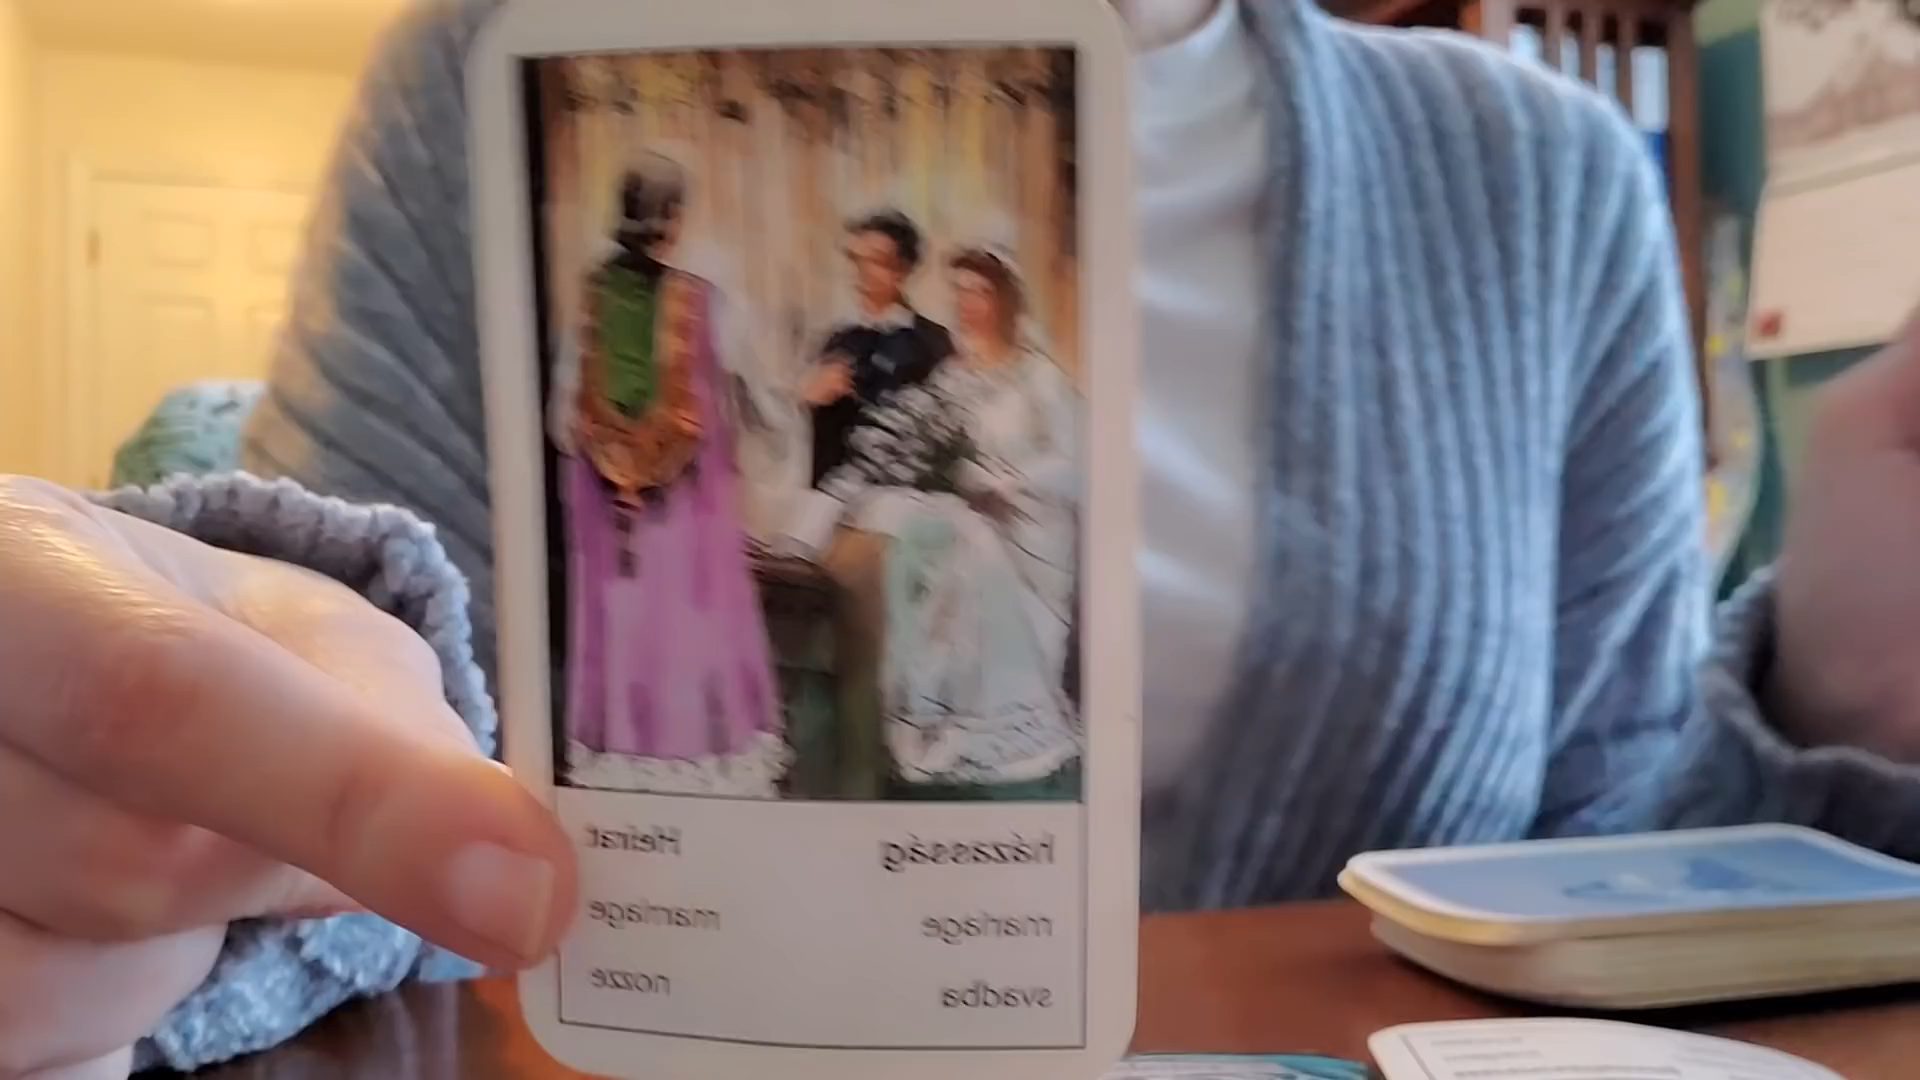 házasság Heirat
mariage marriage
svadba nozze